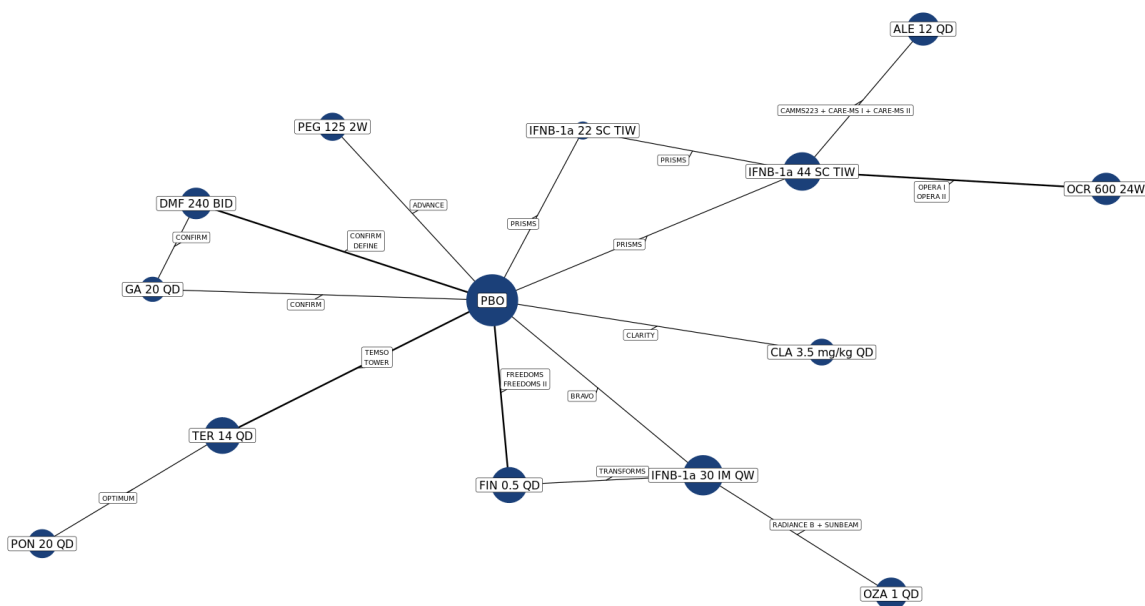 ALE 12 QD
CAMMS223 + CARE-MS I + CARE-MS II
PEG 125 2W
IFNB-1a 22 SC TIW
PRISMS
IFNB-1a 44 SC TIW
OPERA I
OPERA II
OCR 600 24W
DMF 240 BID
ADVANCE
PRISMS
CONFIRM
CONFIRM
DEFINE
PRISMS
GA 20 QD
CONFIRM
PBO
CLARITY
CLA 3.5 mg/kg QD
TEMSO
TOWER
FREEDOMS
FREEDOMS II
BRAVO
TER 14 QD
TRANSFORMS
IFNB-1a 30 IM QW
FIN 0.5 QD
OPTIMUM
RADIANCE B + SUNBEAM
PON 20 QD
OZA 1 QD